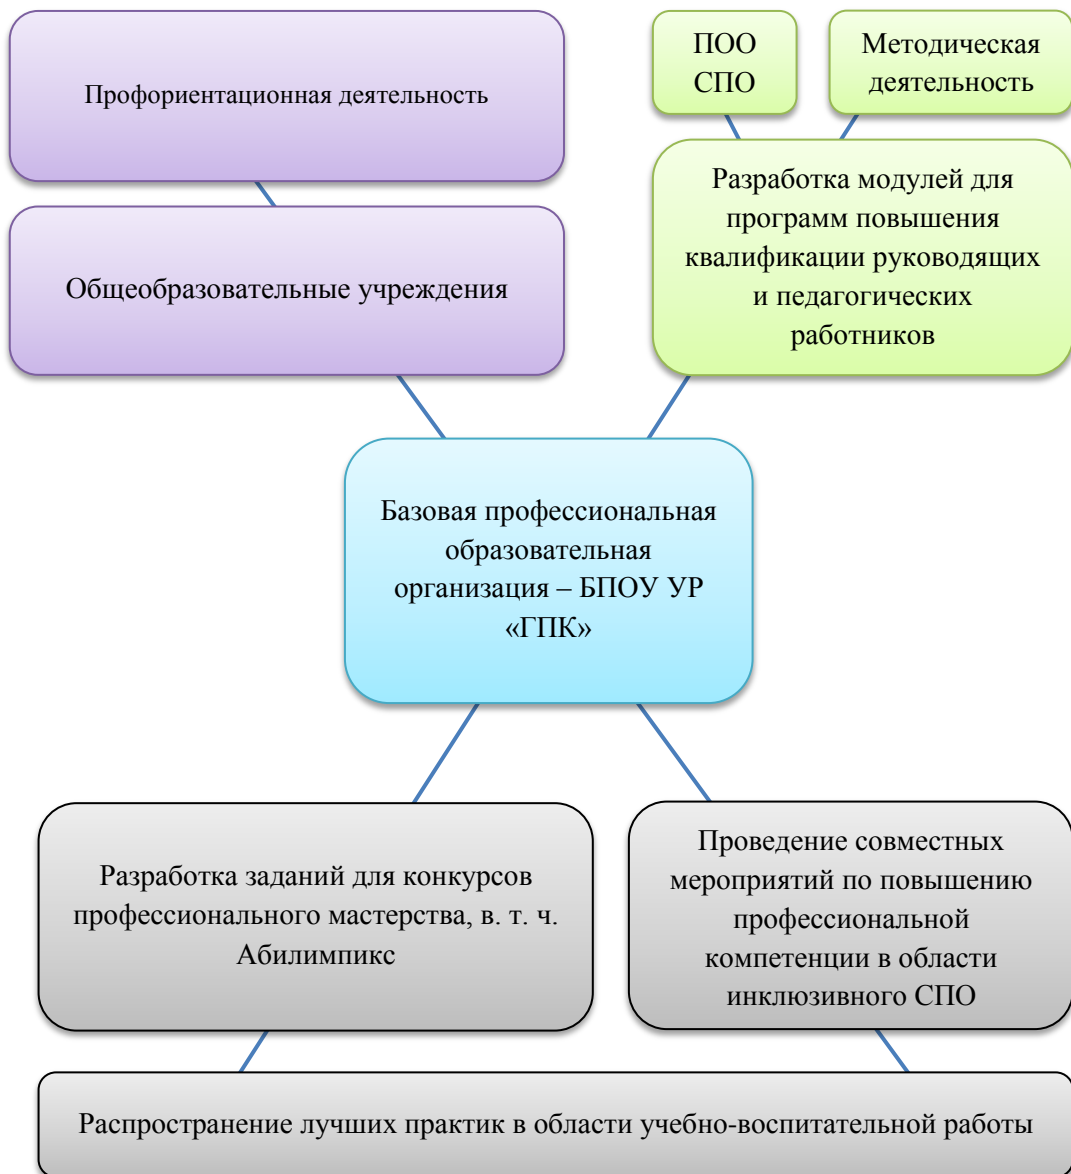 Профориентационная деятельность
Общеобразовательные учреждения
ПОО
СПО
Методическая
деятельность
Разработка модулей для
программ повышения
квалификации руководящих
и педагогических
работников
Базовая профессиональная
образовательная
организация – БПОУ УР
«ГПК»
Разработка заданий для конкурсов
профессионального мастерства, в. т. ч.
Абилимпикс
Проведение совместных
мероприятий по повышению
профессиональной
компетенции в области
инклюзивного СПО
Распространение лучших практик в области учебно-воспитательной работы